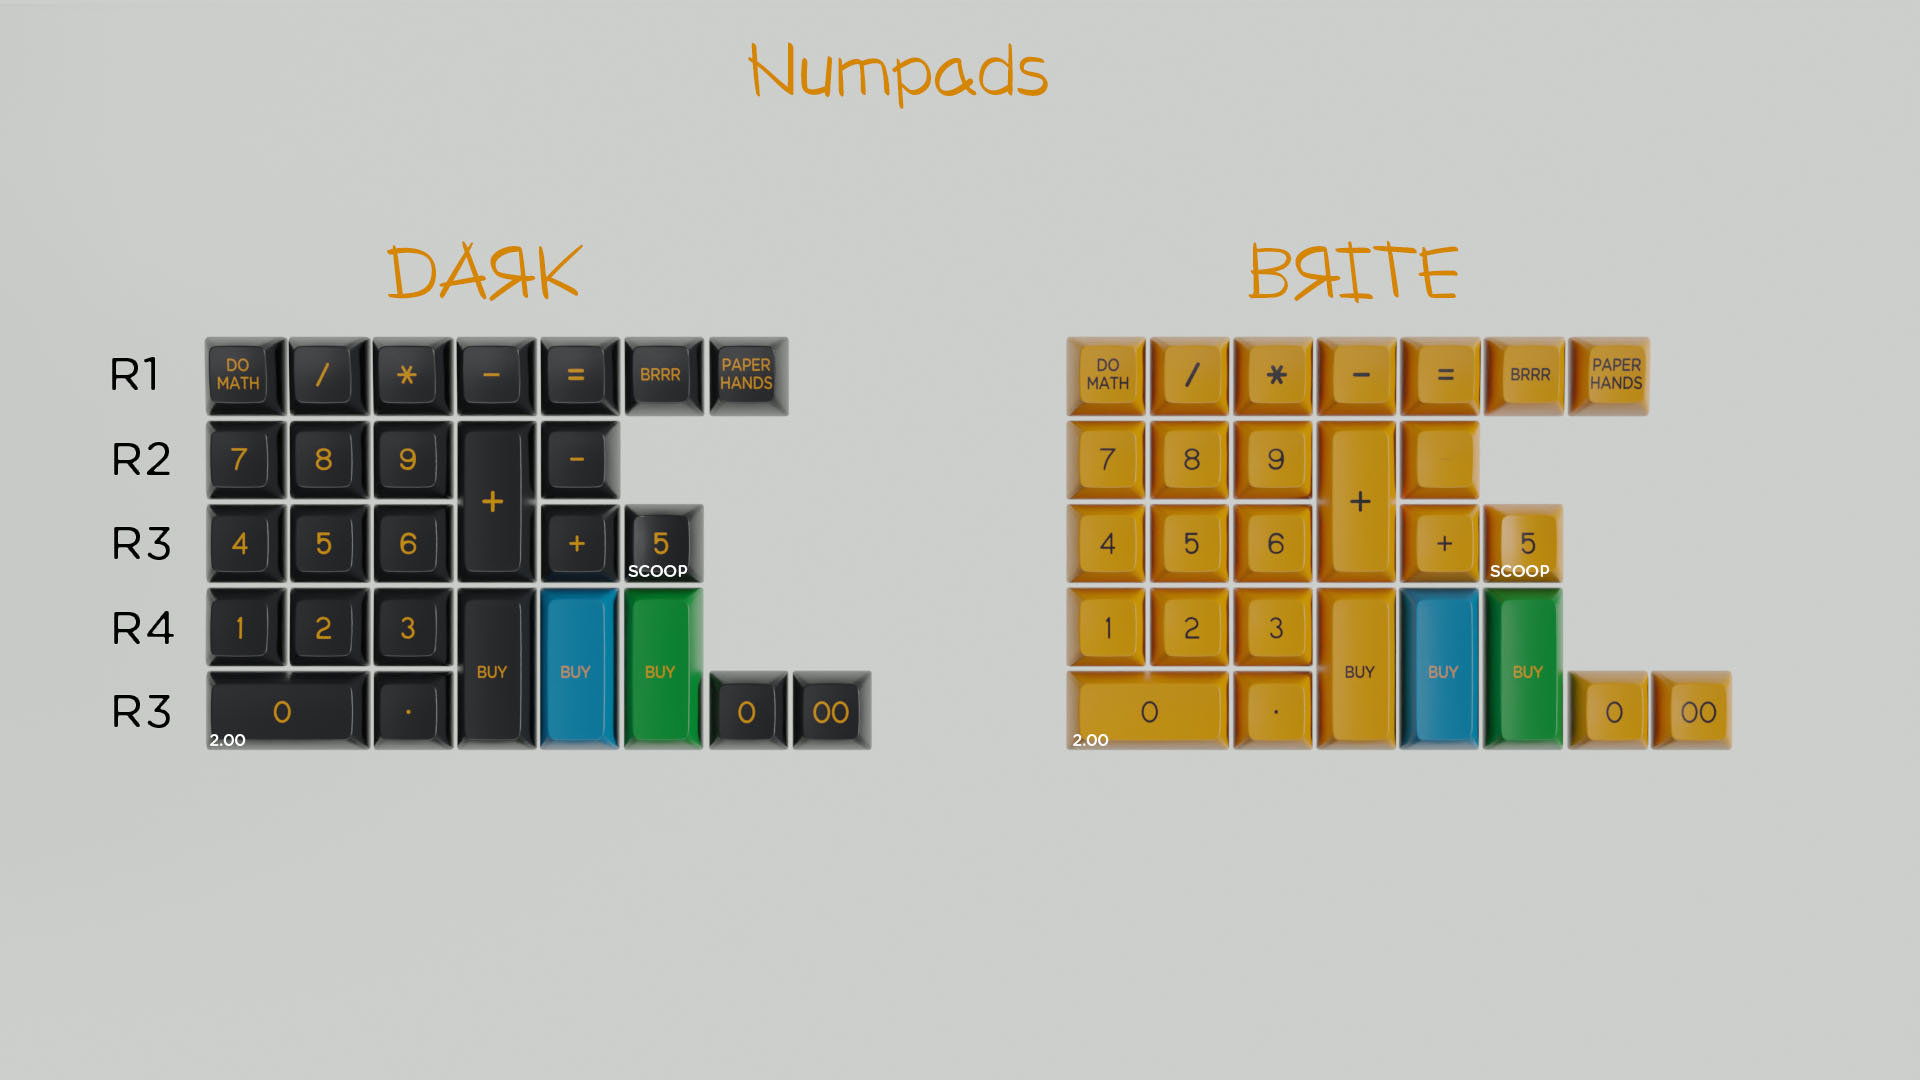 Numpads
DAЯK
BЯITE
R1
DO
MATH
/
*
-
=
BRRR
PAPER
HANDS
R2
7
8
9
+
-
R3
4
5
6
+
5
SCOOP
R4
1
2
3
BUY
BUY
BUY
R3
0
2.00
.
0
00
DO
MATH
/
*
-
=
BRRR
PAPER
HANDS
7
8
9
+
-
4
5
6
+
5
SCOOP
1
2
3
BUY
BUY
BUY
0
2.00
.
0
00